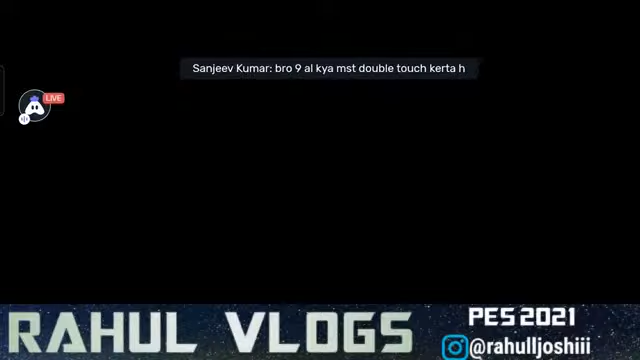 Sanjeev Kumar: bro 9 al kya mst double touch kerta h
LIVE
RAHUL VLOGS
PES 2021
@rahulljoshiii